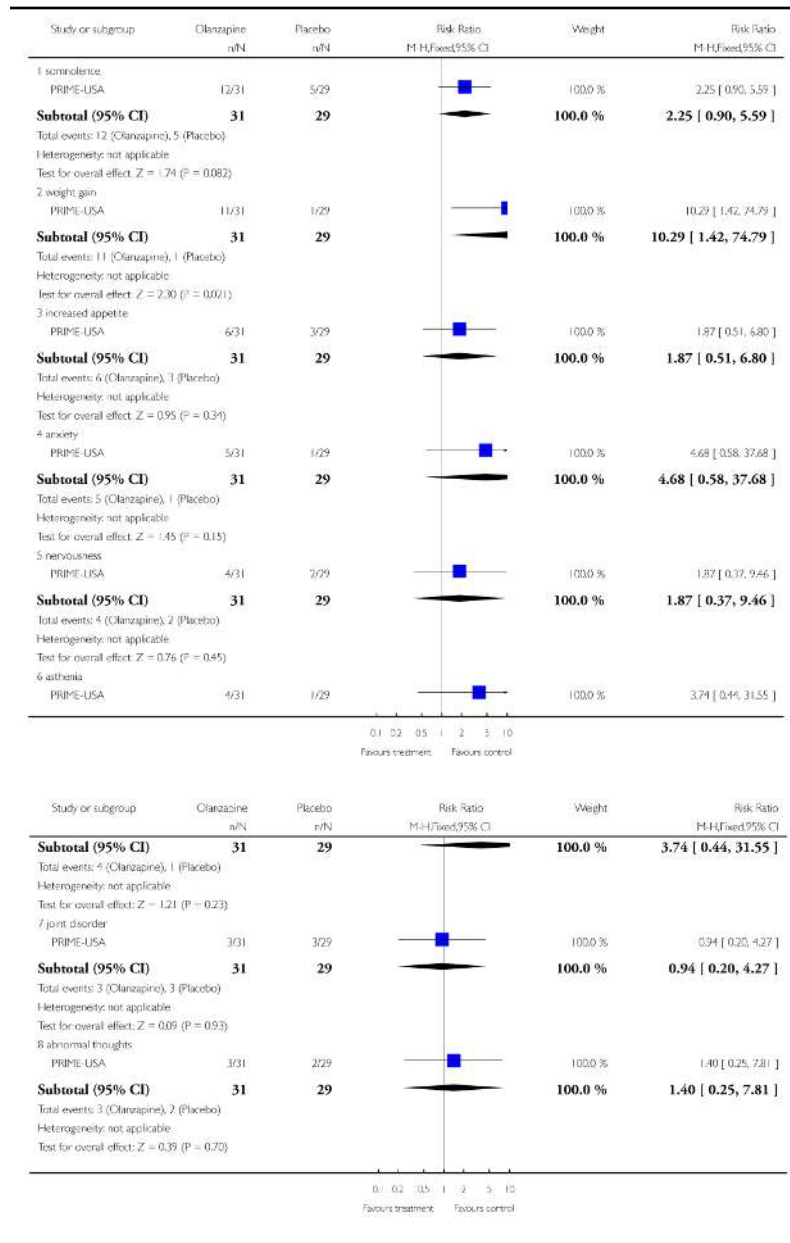 Study or subgroup Olanzapine Placebo Risk Ratio Weight Risk Ratio
n/N n/N M-H,Fixed,95% CI M-H,Fixed,95% CI
1 somnolence
PRIME-USA 12/31 5/29 100.0 % 2.25 [ 0.90, 5.59 ]
Subtotal (95% CI) 31 29 100.0 % 2.25 [ 0.90, 5.59 ]
Total events: 12 (Olanzapine), 5 (Placebo)
Heterogeneity: not applicable
Test for overall effect: Z = 1.74 (P = 0.082)
2 weight gain
PRIME-USA 11/31 1/29 100.0 % 10.29 [ 1.42, 74.79 ]
Subtotal (95% CI) 31 29 100.0 % 10.29 [ 1.42, 74.79 ]
Total events: 11 (Olanzapine), 1 (Placebo)
Heterogeneity: not applicable
Test for overall effect: Z = 2.30 (P = 0.021)
3 increased appetite
PRIME-USA 6/31 3/29 100.0 % 1.87 [ 0.51, 6.80 ]
Subtotal (95% CI) 31 29 100.0 % 1.87 [ 0.51, 6.80 ]
Total events: 6 (Olanzapine), 3 (Placebo)
Heterogeneity: not applicable
Test for overall effect: Z = 0.95 (P = 0.34)
4 anxiety
PRIME-USA 5/31 1/29 100.0 % 4.68 [ 0.58, 37.68 ]
Subtotal (95% CI) 31 29 100.0 % 4.68 [ 0.58, 37.68 ]
Total events: 5 (Olanzapine), 1 (Placebo)
Heterogeneity: not applicable
Test for overall effect: Z = 1.45 (P = 0.15)
5 nervousness
PRIME-USA 4/31 2/29 100.0 % 1.87 [ 0.37, 9.46 ]
Subtotal (95% CI) 31 29 100.0 % 1.87 [ 0.37, 9.46 ]
Total events: 4 (Olanzapine), 2 (Placebo)
Heterogeneity: not applicable
Test for overall effect: Z = 0.76 (P = 0.45)
6 asthenia
PRIME-USA 4/31 1/29 100.0 % 3.74 [ 0.44, 31.55 ]
0.1 0.2 0.5 1 2 5 10
Favours treatment Favours control
Study or subgroup Olanzapine Placebo Risk Ratio Weight Risk Ratio
n/N n/N M-H,Fixed,95% CI M-H,Fixed,95% CI
Subtotal (95% CI) 31 29 100.0 % 3.74 [ 0.44, 31.55 ]
Total events: 4 (Olanzapine), 1 (Placebo)
Heterogeneity: not applicable
Test for overall effect: Z = 1.21 (P = 0.23)
7 joint disorder
PRIME-USA 3/31 3/29 100.0 % 0.94 [ 0.20, 4.27 ]
Subtotal (95% CI) 31 29 100.0 % 0.94 [ 0.20, 4.27 ]
Total events: 3 (Olanzapine), 3 (Placebo)
Heterogeneity: not applicable
Test for overall effect: Z = 0.09 (P = 0.93)
8 abnormal thoughts
PRIME-USA 3/31 2/29 100.0 % 1.40 [ 0.25, 7.81 ]
Subtotal (95% CI) 31 29 100.0 % 1.40 [ 0.25, 7.81 ]
Total events: 3 (Olanzapine), 2 (Placebo)
Heterogeneity: not applicable
Test for overall effect: Z = 0.39 (P = 0.70)
0.1 0.2 0.5 1 2 5 10
Favours treatment Favours control